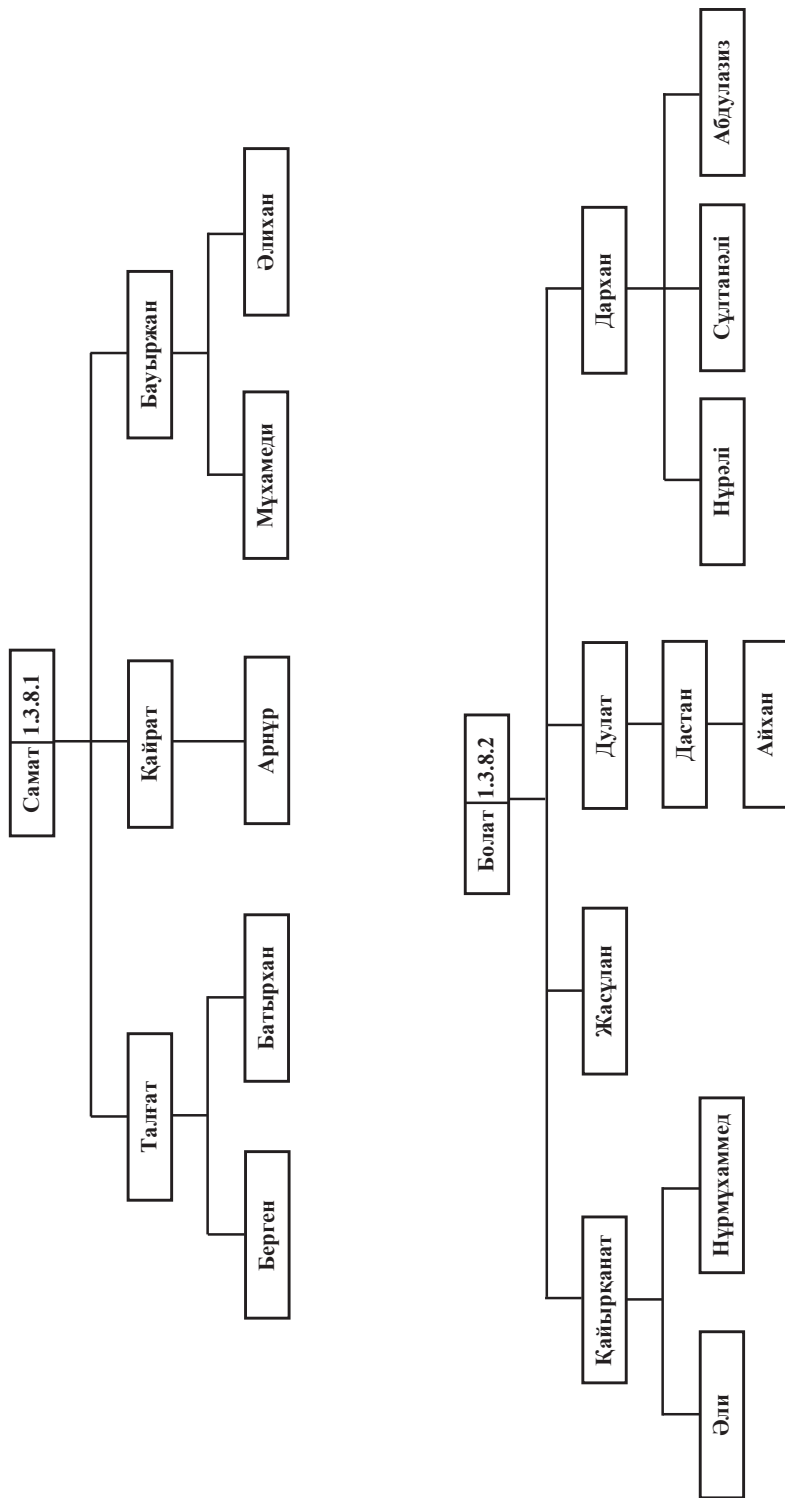 Самат 1.3.8.1
Талғат
Қайрат
Бауыржан
Берген
Батырхан
Арнұр
Мұхамеди
Әлихан
Болат 1.3.8.2
Қайырқанат
Жасұлан
Дулат
Дархан
Әли
Нұрмұхаммед
Дастан
Нұрәлі
Сұлтанәлі
Абдулазиз
Айхан